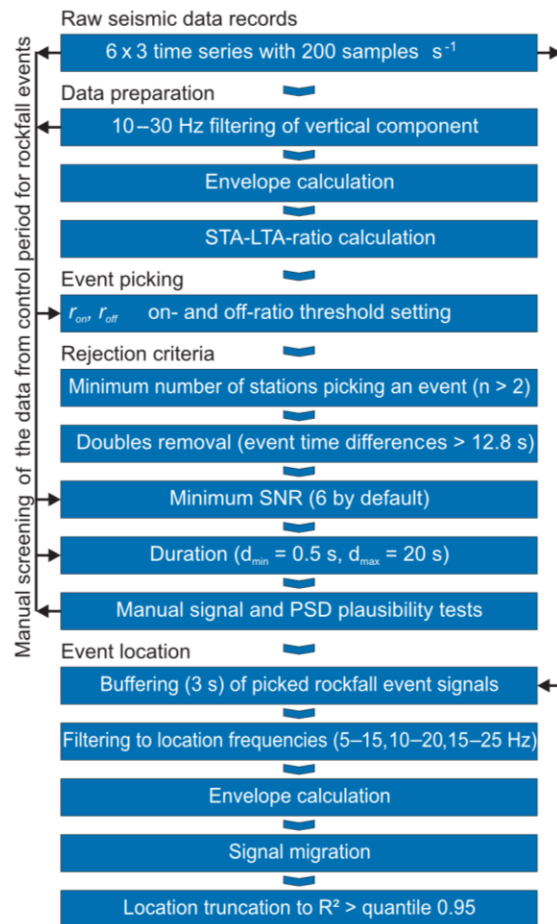 Raw seismic data records
6 x 3 time series with 200 samples s⁻¹
Data preparation
10–30 Hz filtering of vertical component
Envelope calculation
STA-LTA-ratio calculation
Event picking
r_on, r_off on- and off-ratio threshold setting
Rejection criteria
Minimum number of stations picking an event (n > 2)
Doubles removal (event time differences > 12.8 s)
Minimum SNR (6 by default)
Duration (d_min = 0.5 s, d_max = 20 s)
Manual signal and PSD plausibility tests
Event location
Buffering (3 s) of picked rockfall event signals
Filtering to location frequencies (5–15,10–20,15–25 Hz)
Envelope calculation
Signal migration
Location truncation to R² > quantile 0.95
Manual screening of the data from control period for rockfall events